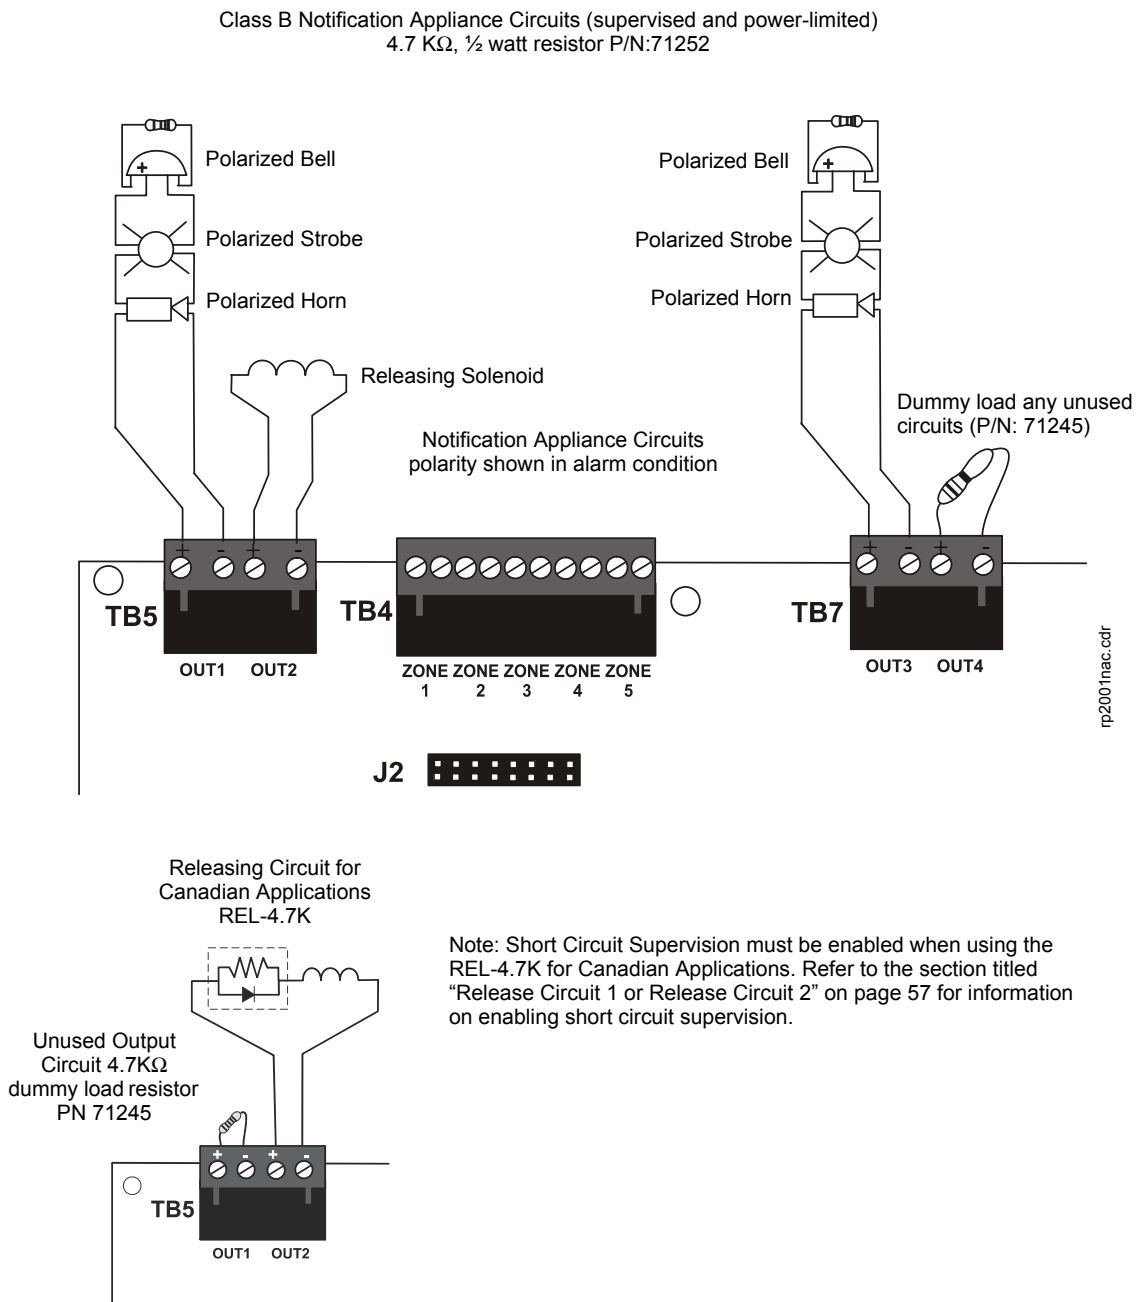 Class B Notification Appliance Circuits (supervised and power-limited)
4.7 KΩ, ½ watt resistor P/N:71252
+
Polarized Bell
Polarized Strobe
Polarized Horn
Releasing Solenoid
+
Polarized Bell
Polarized Strobe
Polarized Horn
Notification Appliance Circuits
polarity shown in alarm condition
Dummy load any unused
circuits (P/N: 71245)
+ - + -
TB5
OUT1 OUT2
TB4
ZONE ZONE ZONE ZONE ZONE
1 2 3 4 5
+ - + -
TB7
OUT3 OUT4
rp2001nac.cdr
J2
Releasing Circuit for
Canadian Applications
REL-4.7K
Note: Short Circuit Supervision must be enabled when using the
REL-4.7K for Canadian Applications. Refer to the section titled
“Release Circuit 1 or Release Circuit 2” on page 57 for information
on enabling short circuit supervision.
Unused Output
Circuit 4.7KΩ
dummy load resistor
PN 71245
+ - + -
TB5
OUT1 OUT2